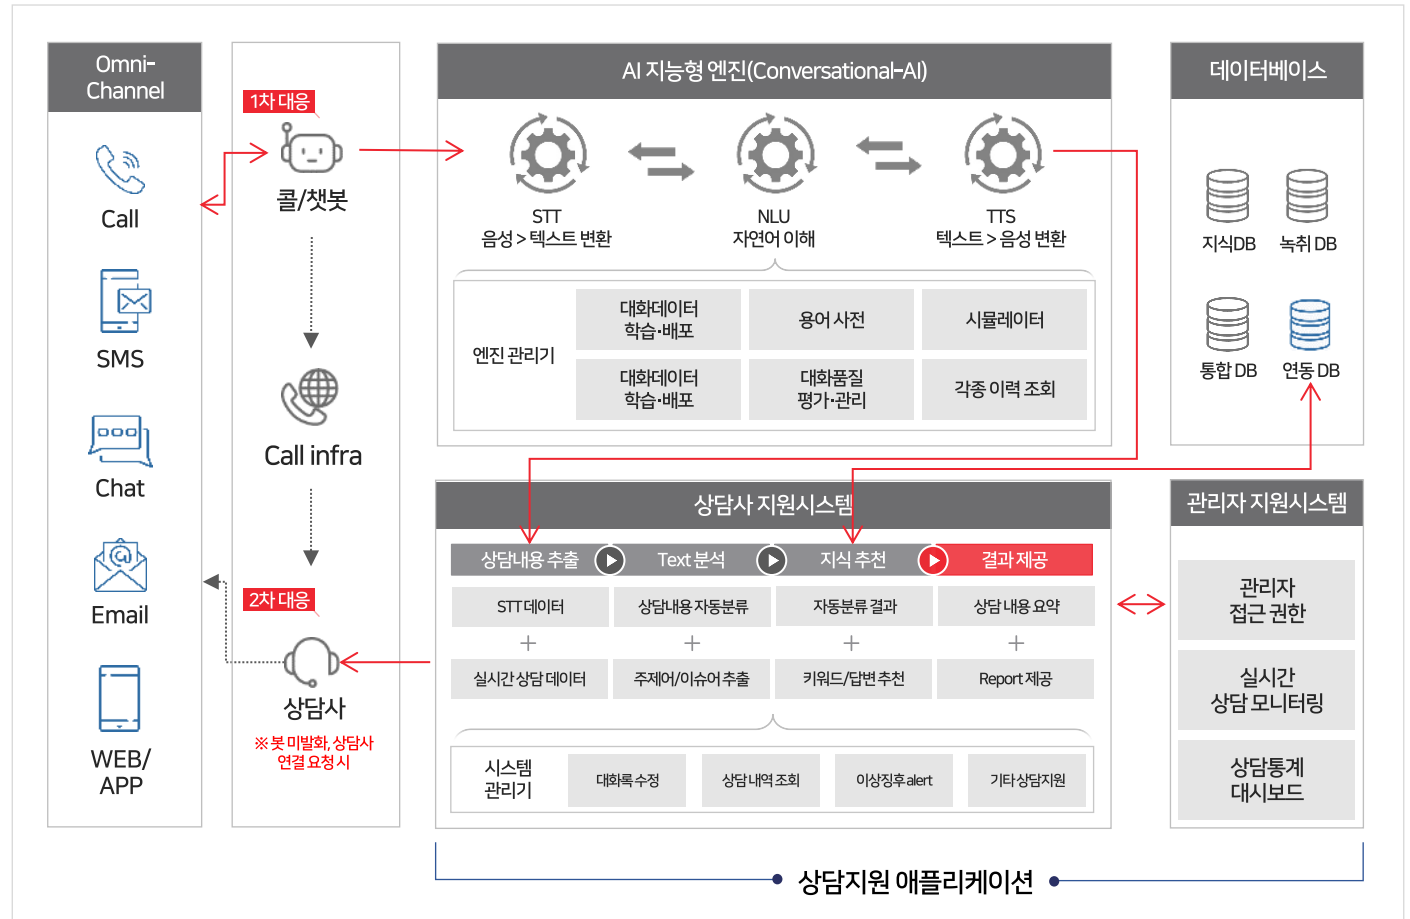 Omni-
Channel
Call
SMS
Chat
Email
WEB/
APP
1차 대응
콜/챗봇
Call infra
2차 대응
상담사
※ 봇 미발화, 상담사
연결 요청 시
AI 지능형 엔진(Conversational-AI)
STT
음성 > 텍스트 변환
NLU
자연어 이해
TTS
텍스트 > 음성 변환
엔진 관리기
대화데이터
학습·배포
용어 사전
시뮬레이터
대화데이터
학습·배포
대화품질
평가·관리
각종 이력 조회
데이터베이스
지식DB
녹취 DB
통합 DB
연동 DB
상담사 지원시스템
상담내용 추출
Text 분석
지식 추천
결과 제공
STT 데이터
상담내용 자동분류
자동분류 결과
상담 내용 요약
+
+
+
+
실시간 상담 데이터
주제어/이슈어 추출
키워드/답변 추천
Report 제공
시스템
관리기
대화록 수정
상담 내역 조회
이상징후 alert
기타 상담지원
관리자 지원시스템
관리자
접근 권한
실시간
상담 모니터링
상담통계
대시보드
상담지원 애플리케이션